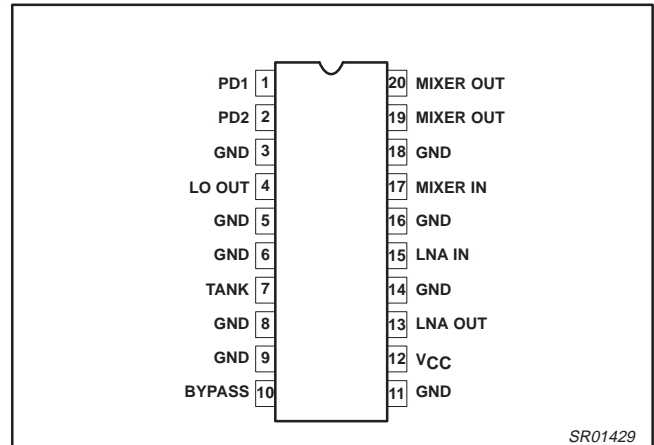 PD1 1 20 MIXER OUT
PD2 2 19 MIXER OUT
GND 3 18 GND
LO OUT 4 17 MIXER IN
GND 5 16 GND
GND 6 15 LNA IN
TANK 7 14 GND
GND 8 13 LNA OUT
GND 9 12 VCC
BYPASS 10 11 GND
SR01429